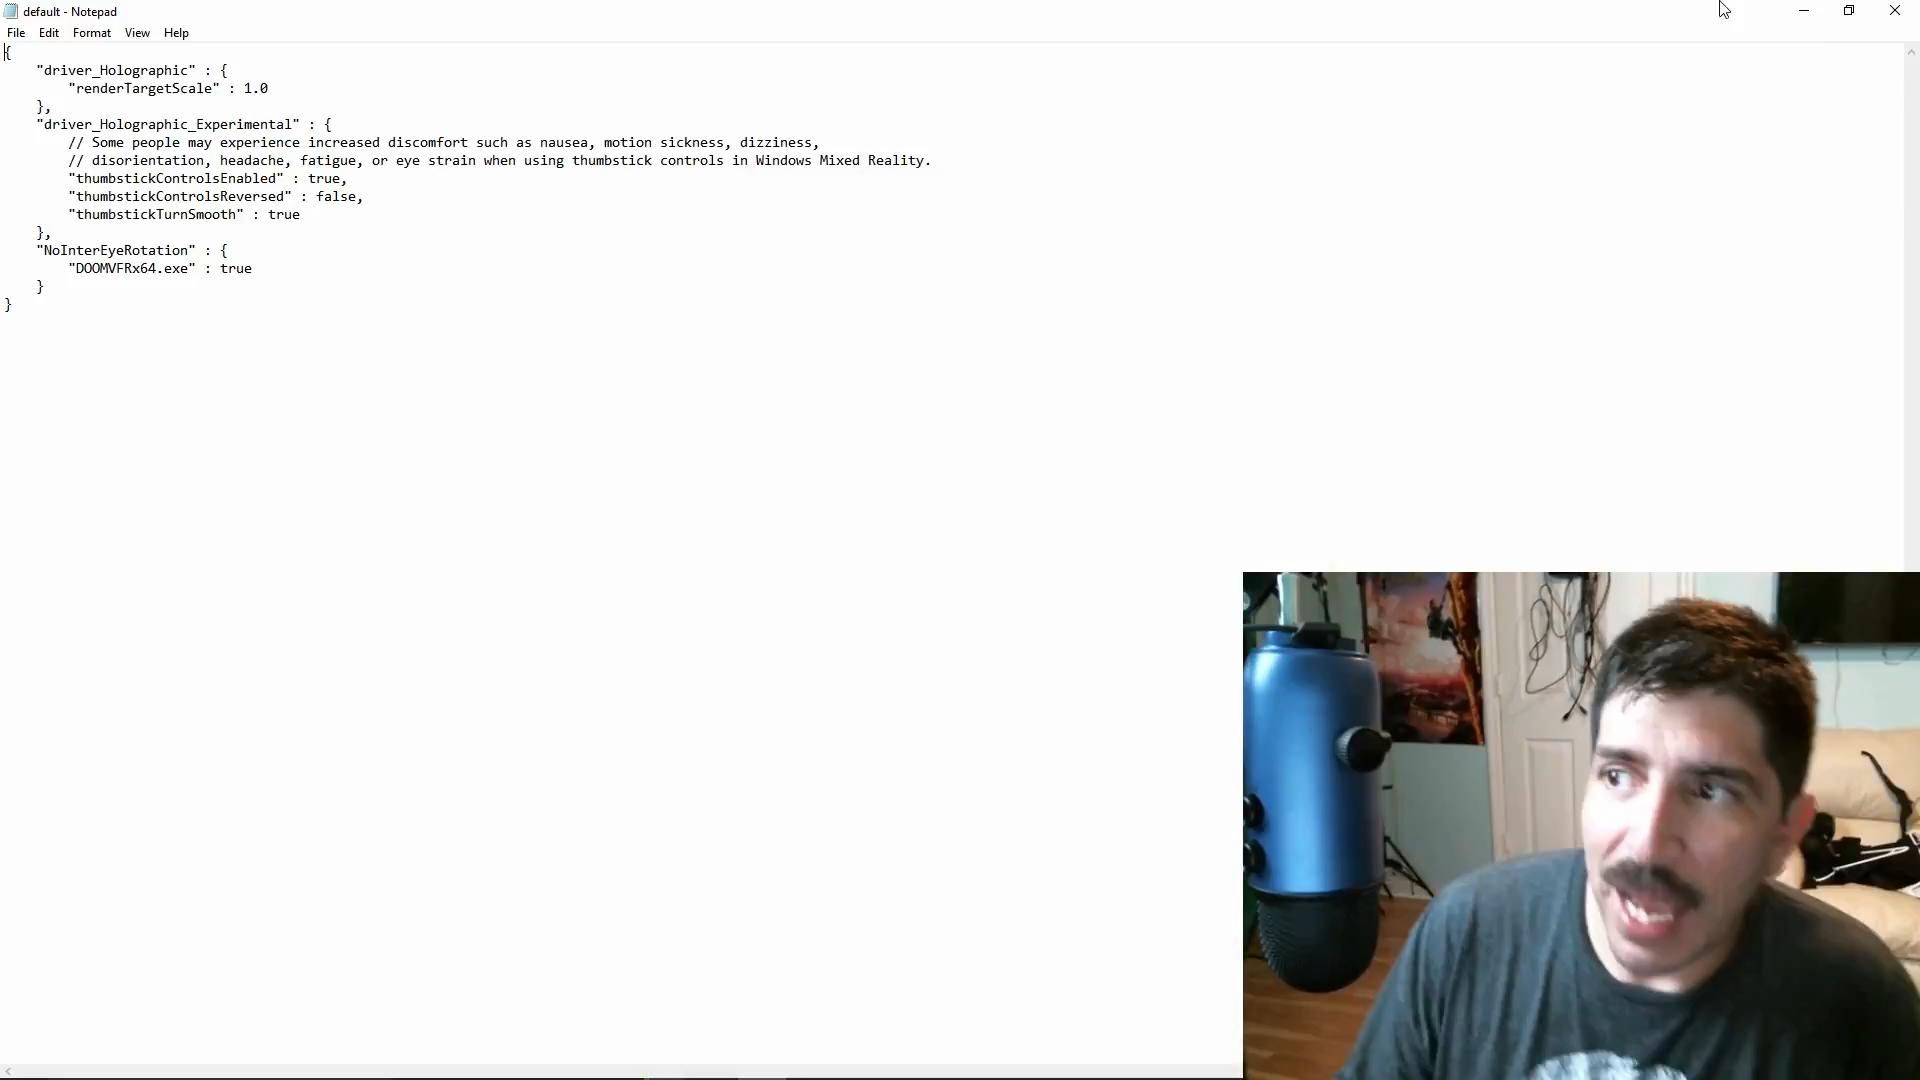 default - Notepad
File Edit Format View Help
{
    "driver_Holographic" : {
        "renderTargetScale" : 1.0
    },
    "driver_Holographic_Experimental" : {
        // Some people may experience increased discomfort such as nausea, motion sickness, dizziness,
        // disorientation, headache, fatigue, or eye strain when using thumbstick controls in Windows Mixed Reality.
        "thumbstickControlsEnabled" : true,
        "thumbstickControlsReversed" : false,
        "thumbstickTurnSmooth" : true
    },
    "NoInterEyeRotation" : {
        "DOOMVFRx64.exe" : true
    }
}